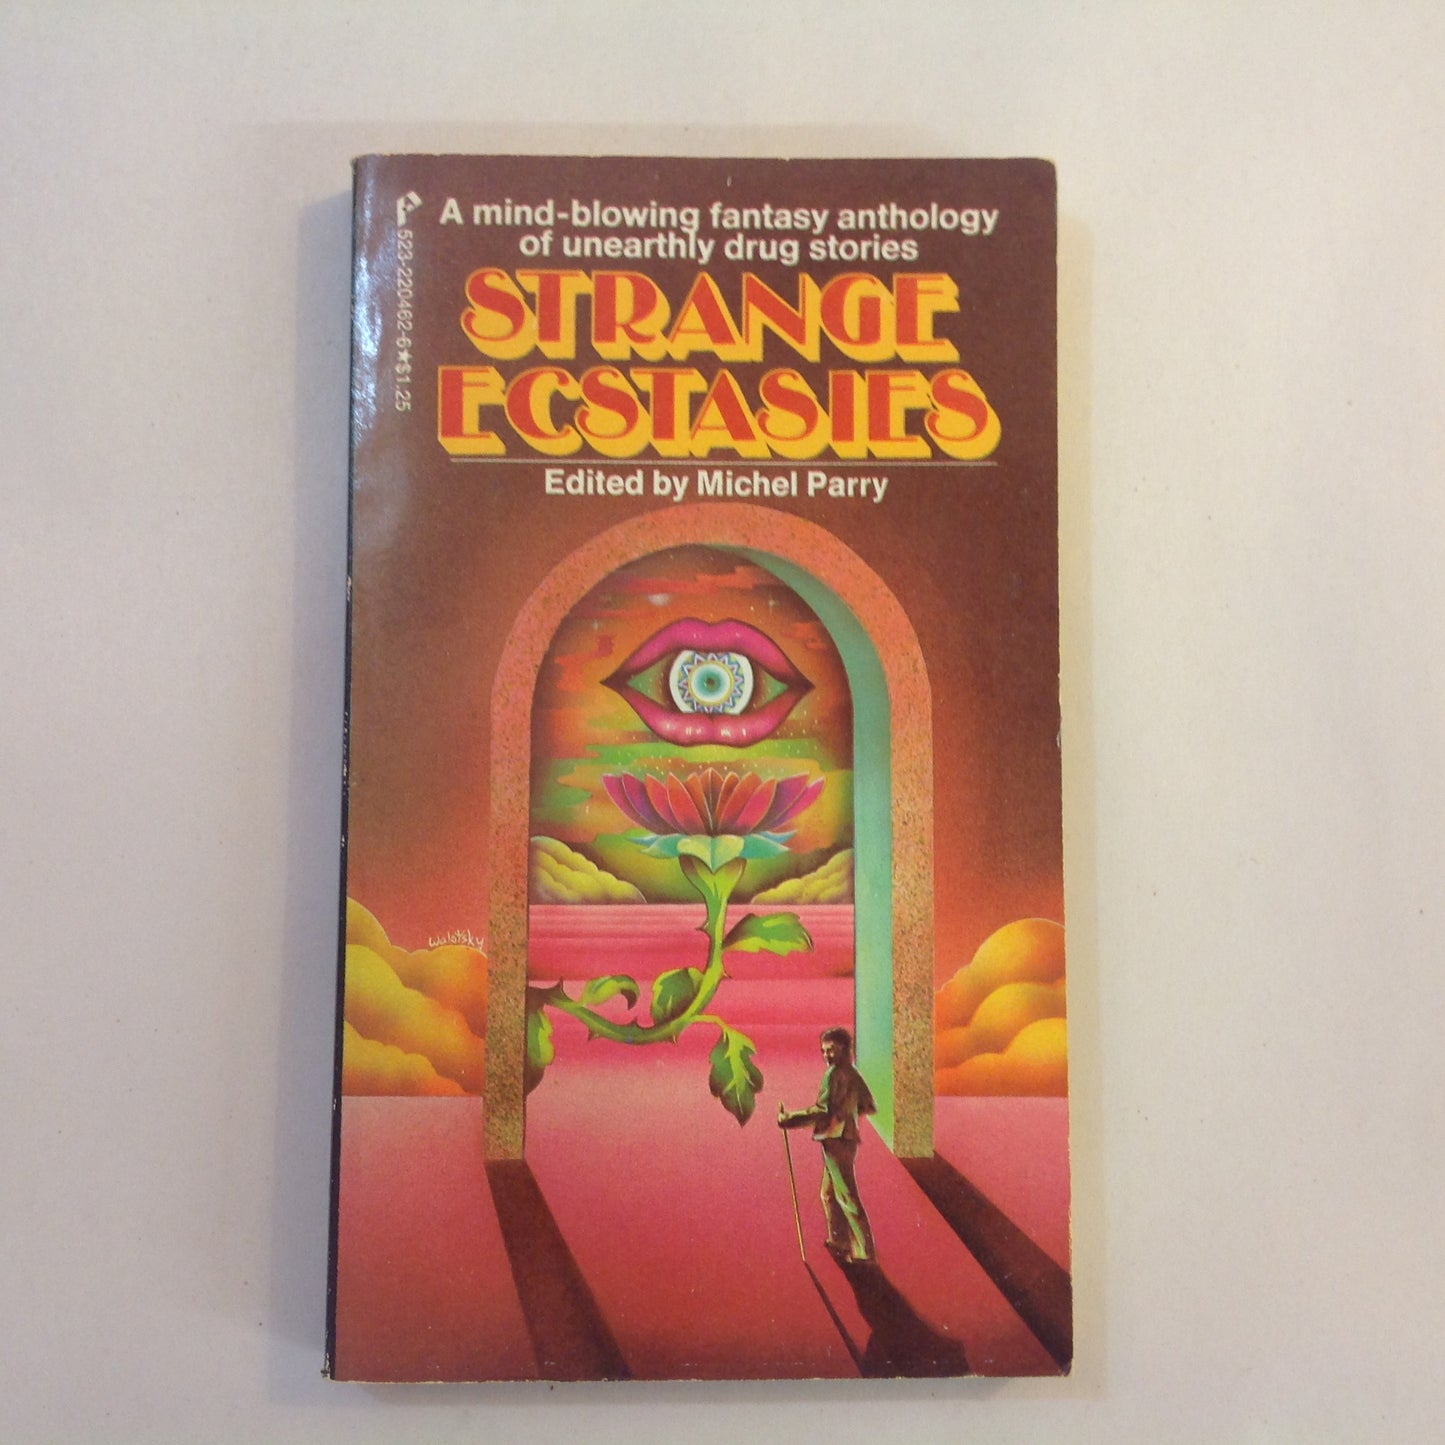 A mind-blowing fantasy anthology
of unearthly drug stories
STRANGE
ECSTASIES
Edited by Michel Parry
523-220462-6★$1.25
walotsky